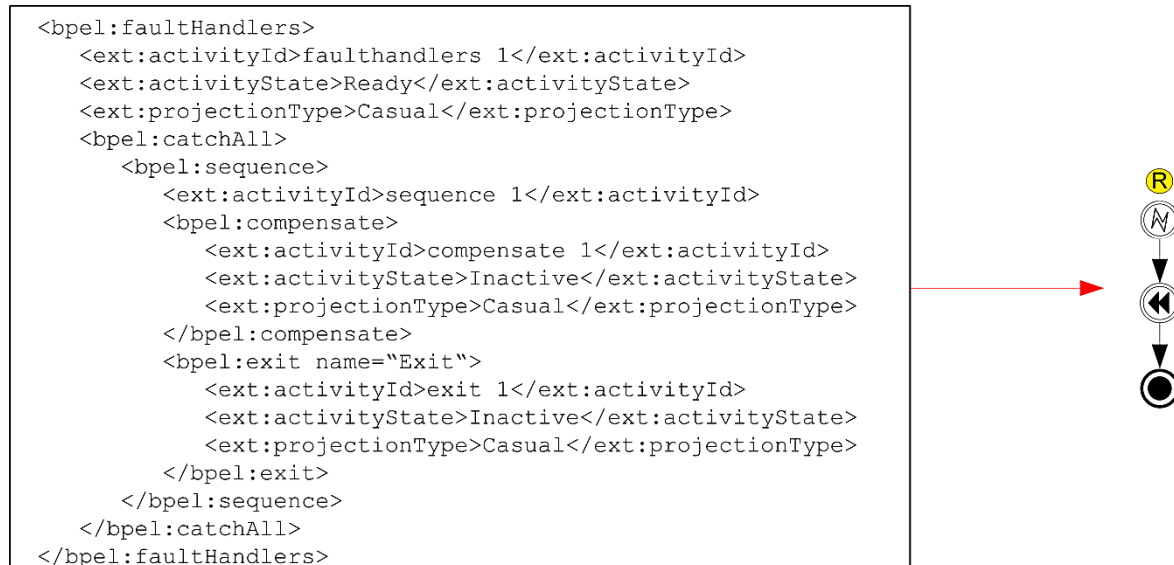 <bpel:faultHandlers>
<ext:activityId>faulthandlers 1</ext:activityId>
<ext:activityState>Ready</ext:activityState>
<ext:projectionType>Casual</ext:projectionType>
<bpel:catchAll>
<bpel:sequence>
<ext:activityId>sequence 1</ext:activityId>
<bpel:compensate>
<ext:activityId>compensate 1</ext:activityId>
<ext:activityState>Inactive</ext:activityState>
<ext:projectionType>Casual</ext:projectionType>
</bpel:compensate>
<bpel:exit name=“Exit“>
<ext:activityId>exit 1</ext:activityId>
<ext:activityState>Inactive</ext:activityState>
<ext:projectionType>Casual</ext:projectionType>
</bpel:exit>
</bpel:sequence>
</bpel:catchAll>
</bpel:faultHandlers>
R